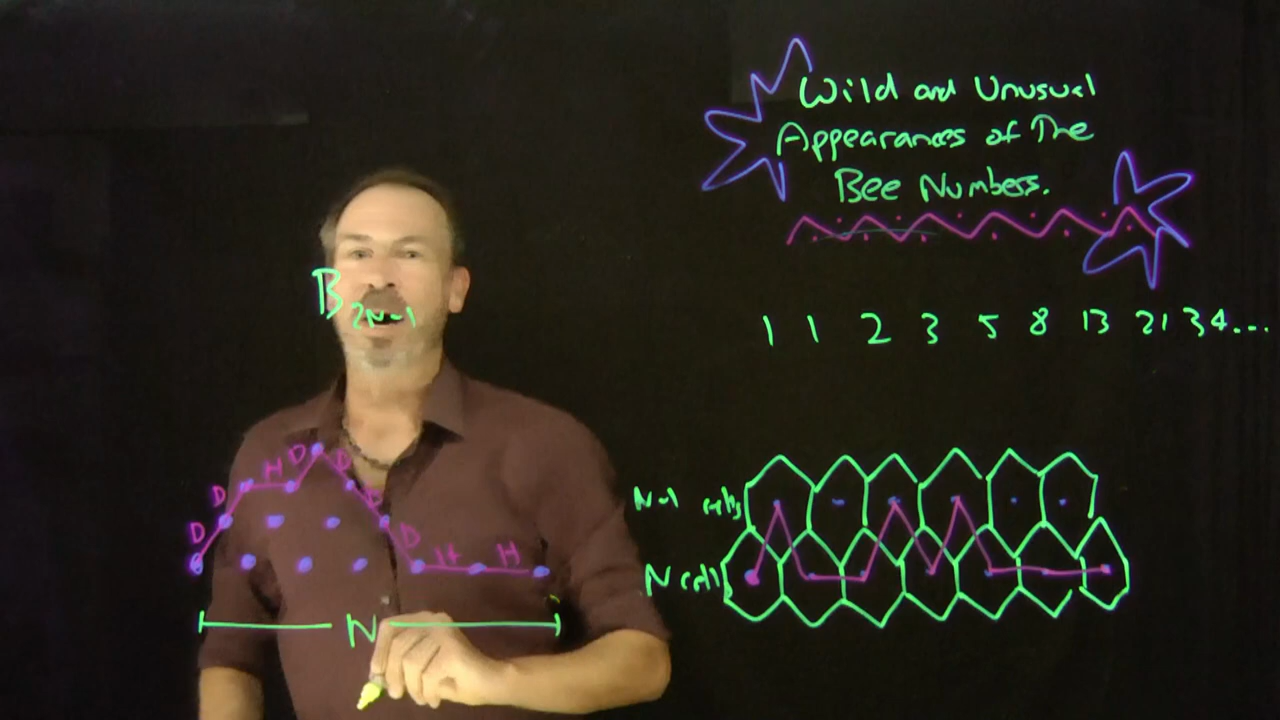 Wild and Unusual
Appearances of The
Bee Numbers.
1 1 2 3 5 8 13 21 34...
B 2N-1
D D H D D D D H H
N
N-1 cells
N cells